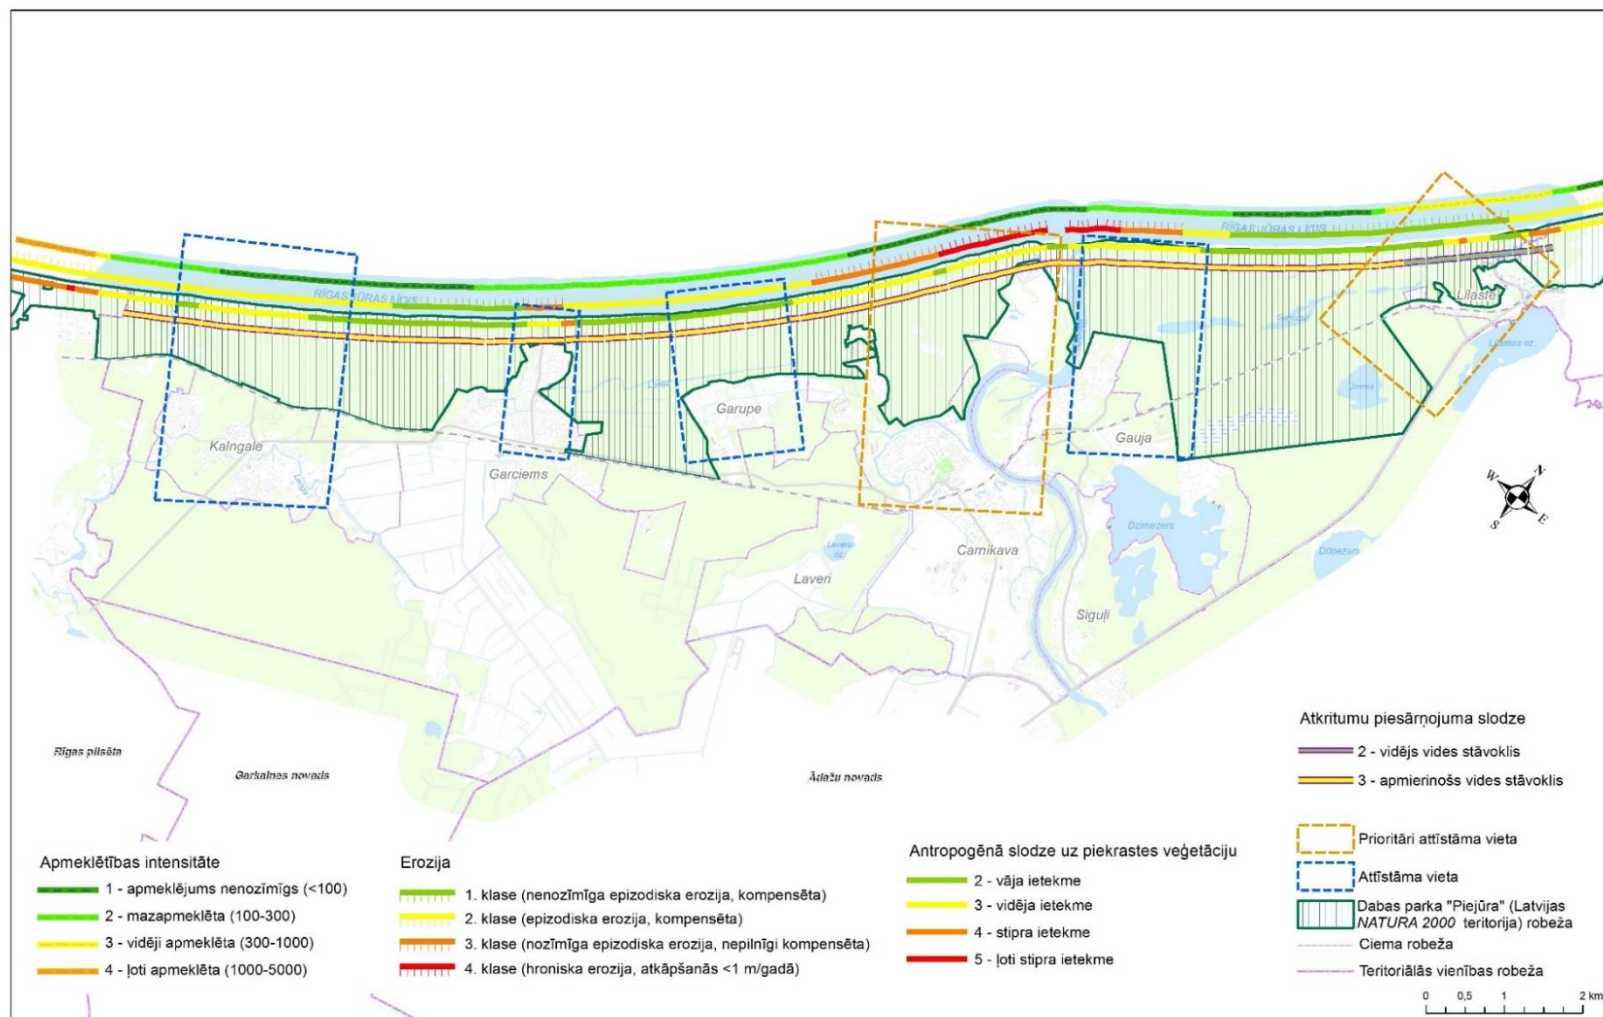 RĪGAS JŪRAS LĪCIS
RĪGAS JŪRAS LĪCIS
Lilaste
Lilastes ez.
Garupe
Kalngale
Garciems
Gauja
Dzirnezers
Dūņezers
Carnikava
Laveru
ez.
Laveri
Siguļi
N
W
E
S
Rīgas pilsēta
Garkalnes novads
Ādažu novads
Apmeklētības intensitāte
1 - apmeklējums nenozīmīgs (<100)
2 - mazapmeklēta (100-300)
3 - vidēji apmeklēta (300-1000)
4 - ļoti apmeklēta (1000-5000)
Erozija
1. klase (nenozīmīga epizodiska erozija, kompensēta)
2. klase (epizodiska erozija, kompensēta)
3. klase (nozīmīga epizodiska erozija, nepilnīgi kompensēta)
4. klase (hroniska erozija, atkāpšanās <1 m/gadā)
Antropogēnā slodze uz piekrastes veģetāciju
2 - vāja ietekme
3 - vidēja ietekme
4 - stipra ietekme
5 - ļoti stipra ietekme
Atkritumu piesārņojuma slodze
2 - vidējs vides stāvoklis
3 - apmierinošs vides stāvoklis
Prioritāri attīstāma vieta
Attīstāma vieta
Dabas parka "Piejūra" (Latvijas
NATURA 2000 teritorija) robeža
Ciema robeža
Teritoriālās vienības robeža
0 0,5 1 2 km